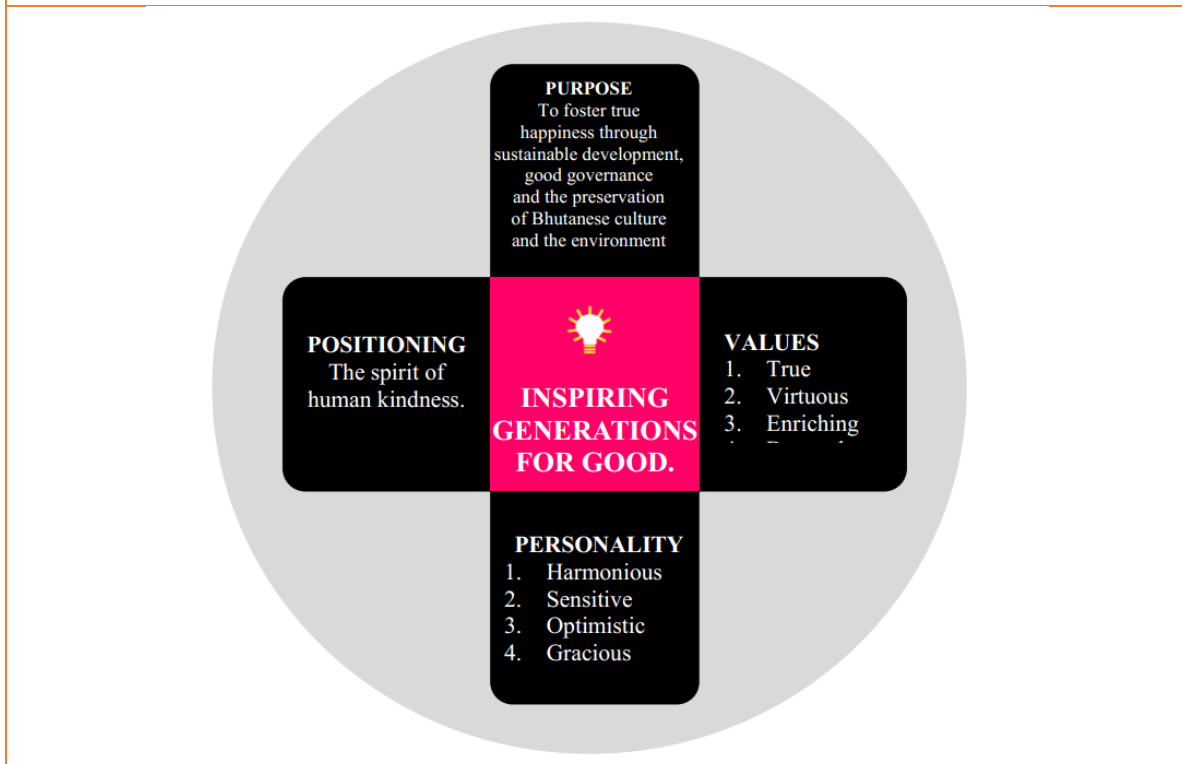 PURPOSE
To foster true
happiness through
sustainable development,
good governance
and the preservation
of Bhutanese culture
and the environment
POSITIONING
The spirit of
human kindness.
INSPIRING
GENERATIONS
FOR GOOD.
VALUES
1. True
2. Virtuous
3. Enriching
PERSONALITY
1. Harmonious
2. Sensitive
3. Optimistic
4. Gracious